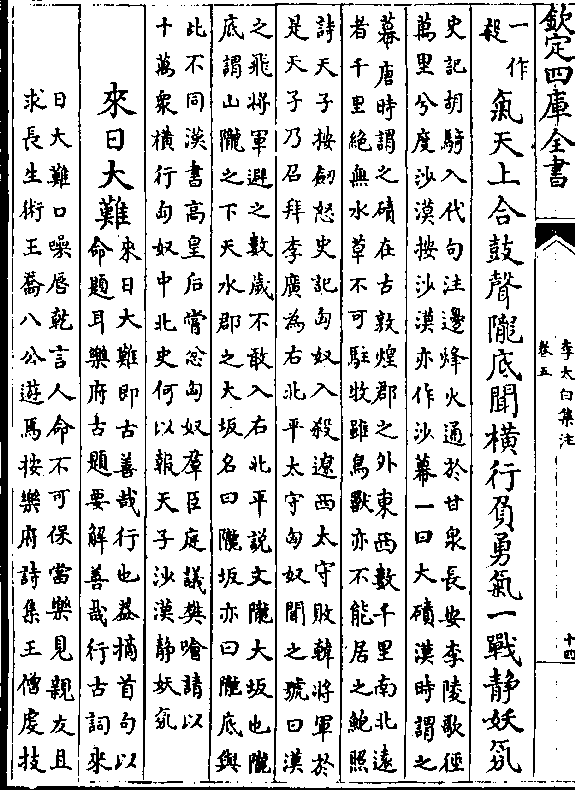 欽定四庫全書
李太白集注
卷五
十四
一作
殺
氣天上合鼓聲隴底聞横行負勇氣一戰静妖氛
史記胡騎入代句注邊烽火通於甘泉長安李陵歌徑
萬里兮度沙漠按沙漠亦作沙幕一曰大磧漢時謂之
幕唐時謂之磧在古敦煌郡之外東西數千里南北逺
者千里絶無水草不可駐牧雖鳥獸亦不能居之鮑照
詩天子按劒怒史記匈奴入殺遼西太守敗韓將軍於
是天子乃召拜李廣為右北平太守匈奴聞之號曰漢
之飛將軍避之數歲不敢入右北平説文隴大坂也隴
底謂山隴之下天水郡之大坂名曰隴坂亦曰隴底與
此不同漢書高皇后嘗忿匈奴羣臣庭議樊噲請以
十萬衆横行匈奴中北史何以報天子沙漠静妖氛
來日大難
來日大難即古善哉行也蓋摘首句以
命題耳樂府古題要解善哉行古詞來
日大難口噪唇乾言人命不可保當樂見親友且
求長生術王喬八公遊焉按樂府詩集王僧虔技